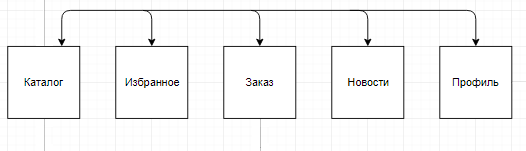 Каталог
Избранное
Заказ
Новости
Профиль